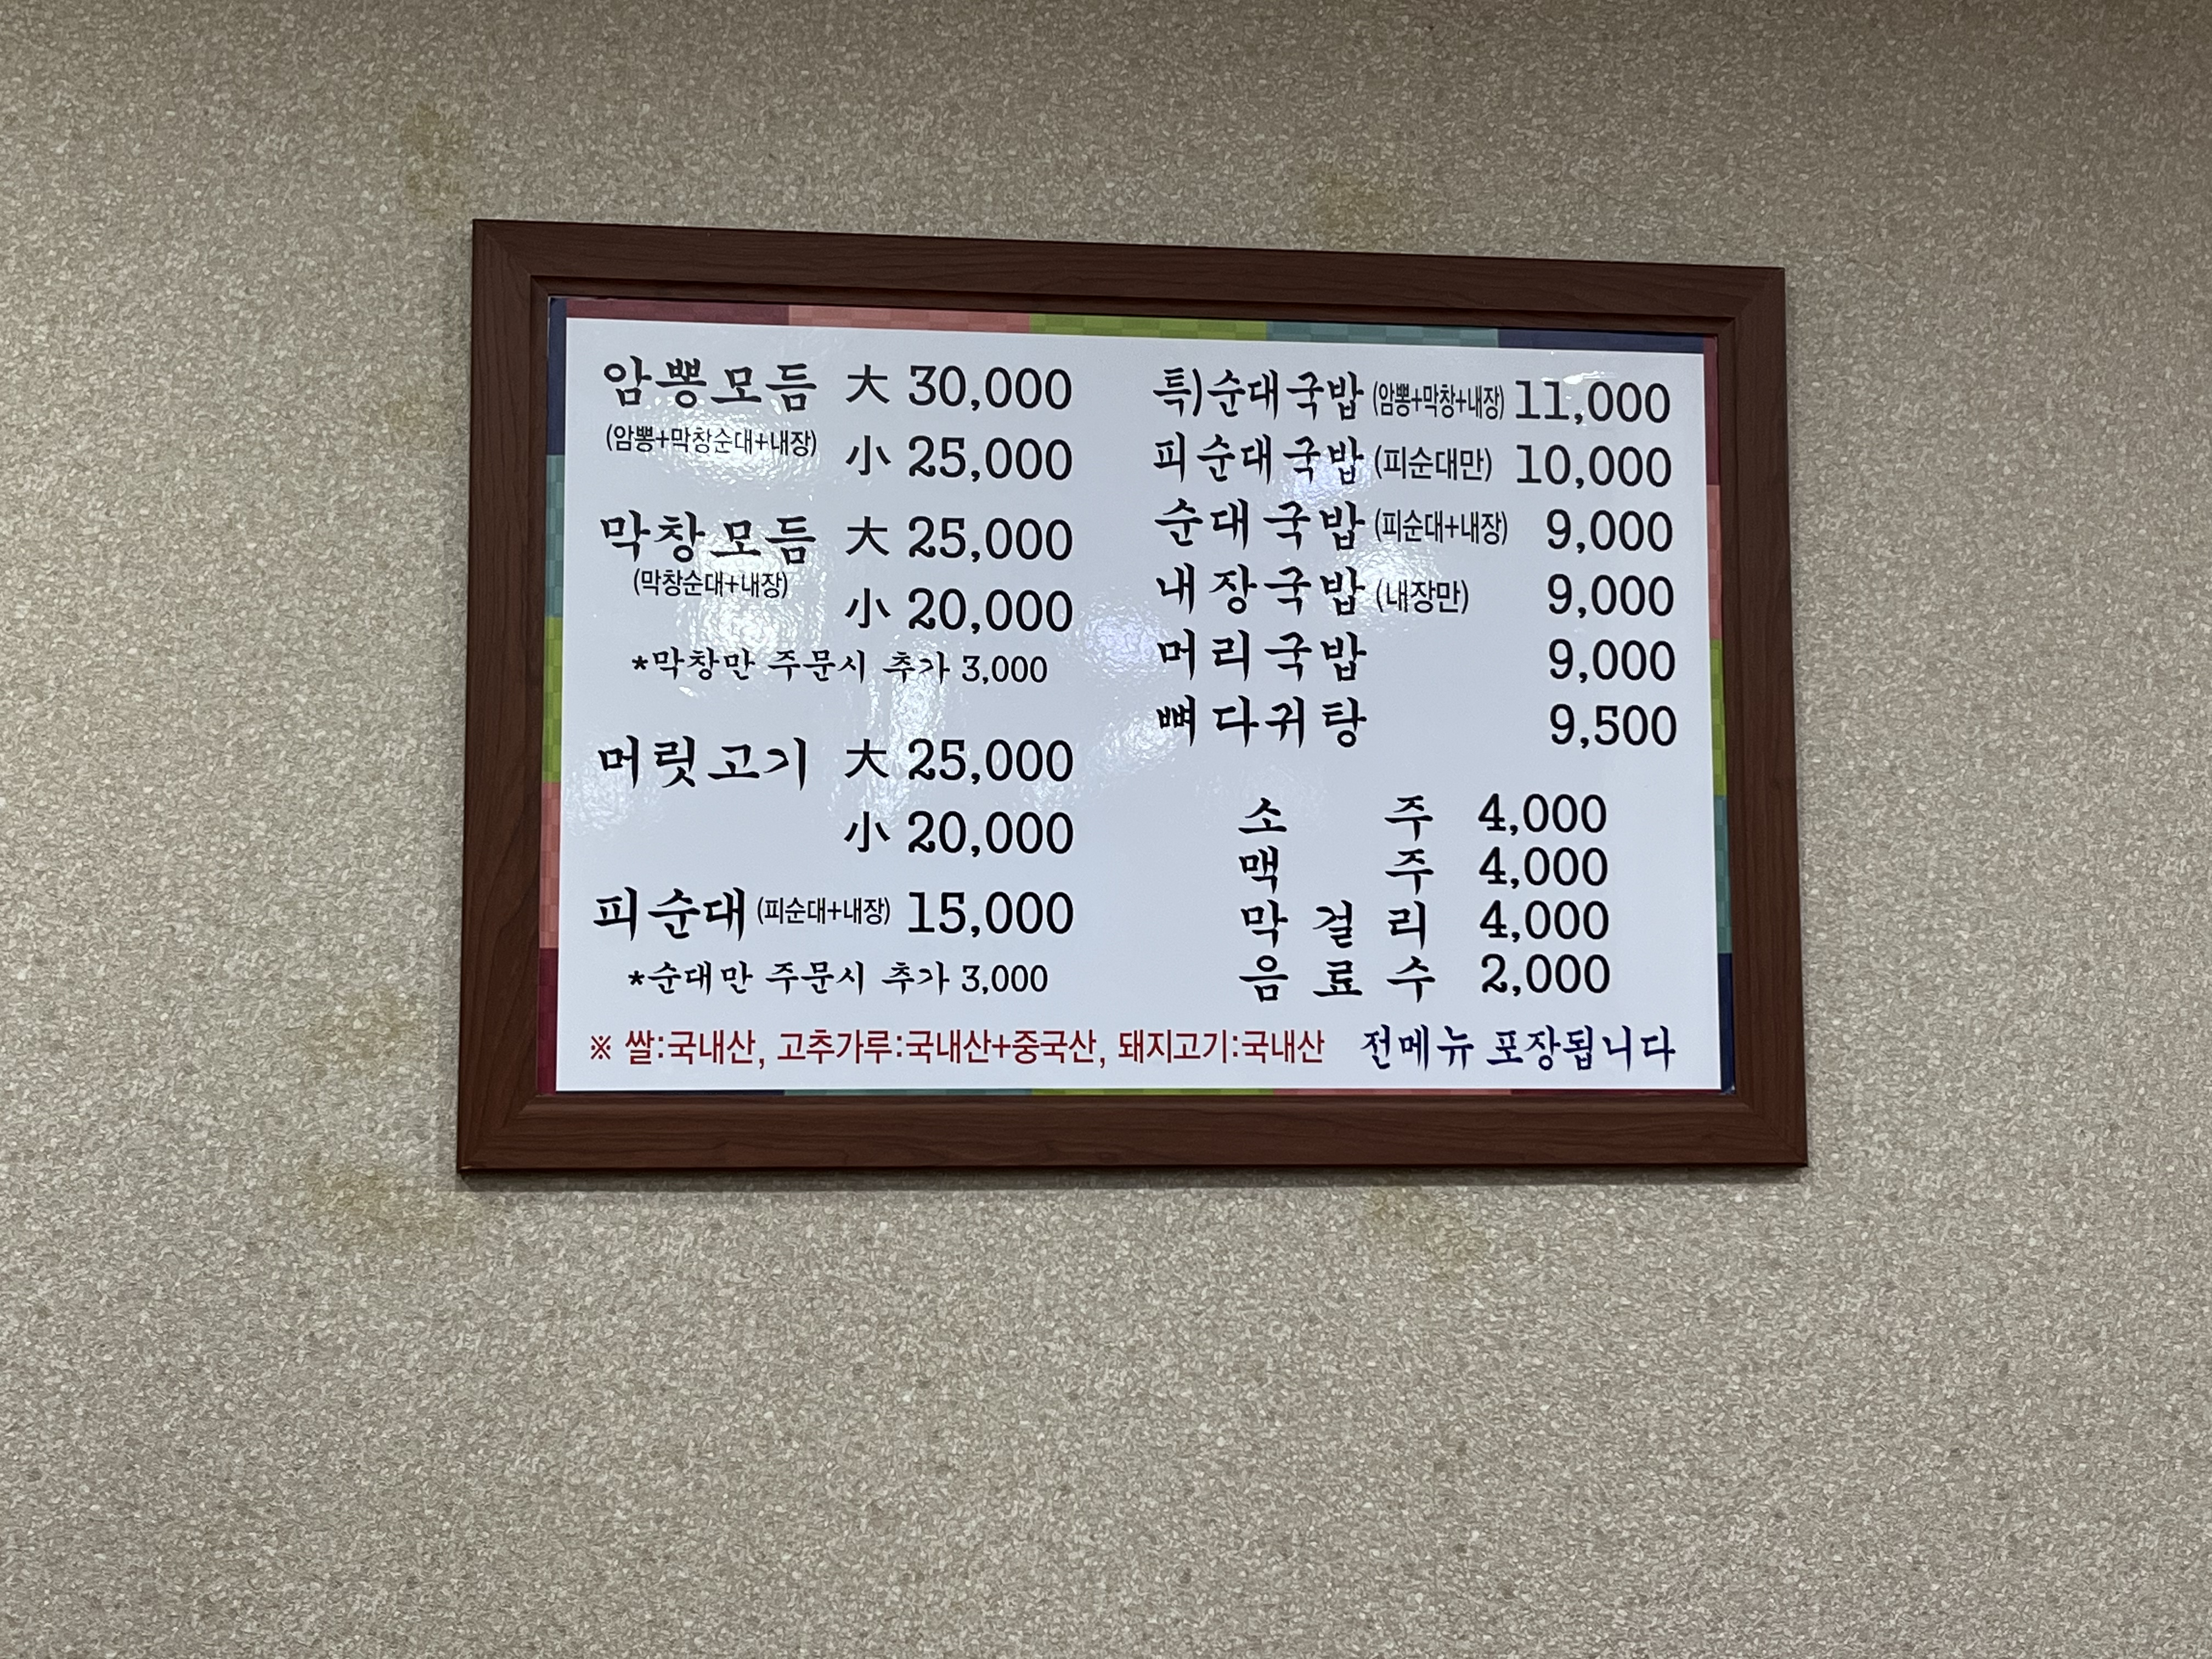 암뽕모듬 大 30,000
(암뽕+막창순대+내장)
小 25,000
막창모듬 大 25,000
(막창순대+내장)
小 20,000
*막창만 주문시 추가 3,000
머릿고기 大 25,000
小 20,000
피순대 (피순대+내장) 15,000
*순대만 주문시 추가 3,000
특)순대국밥 (암뽕+막창+내장) 11,000
피순대국밥 (피순대만) 10,000
순대국밥 (피순대+내장) 9,000
내장국밥 (내장만) 9,000
머리국밥 9,000
뼈다귀탕 9,500
소주 4,000
맥주 4,000
막걸리 4,000
음료수 2,000
※ 쌀:국내산, 고추가루:국내산+중국산, 돼지고기:국내산
전메뉴 포장됩니다